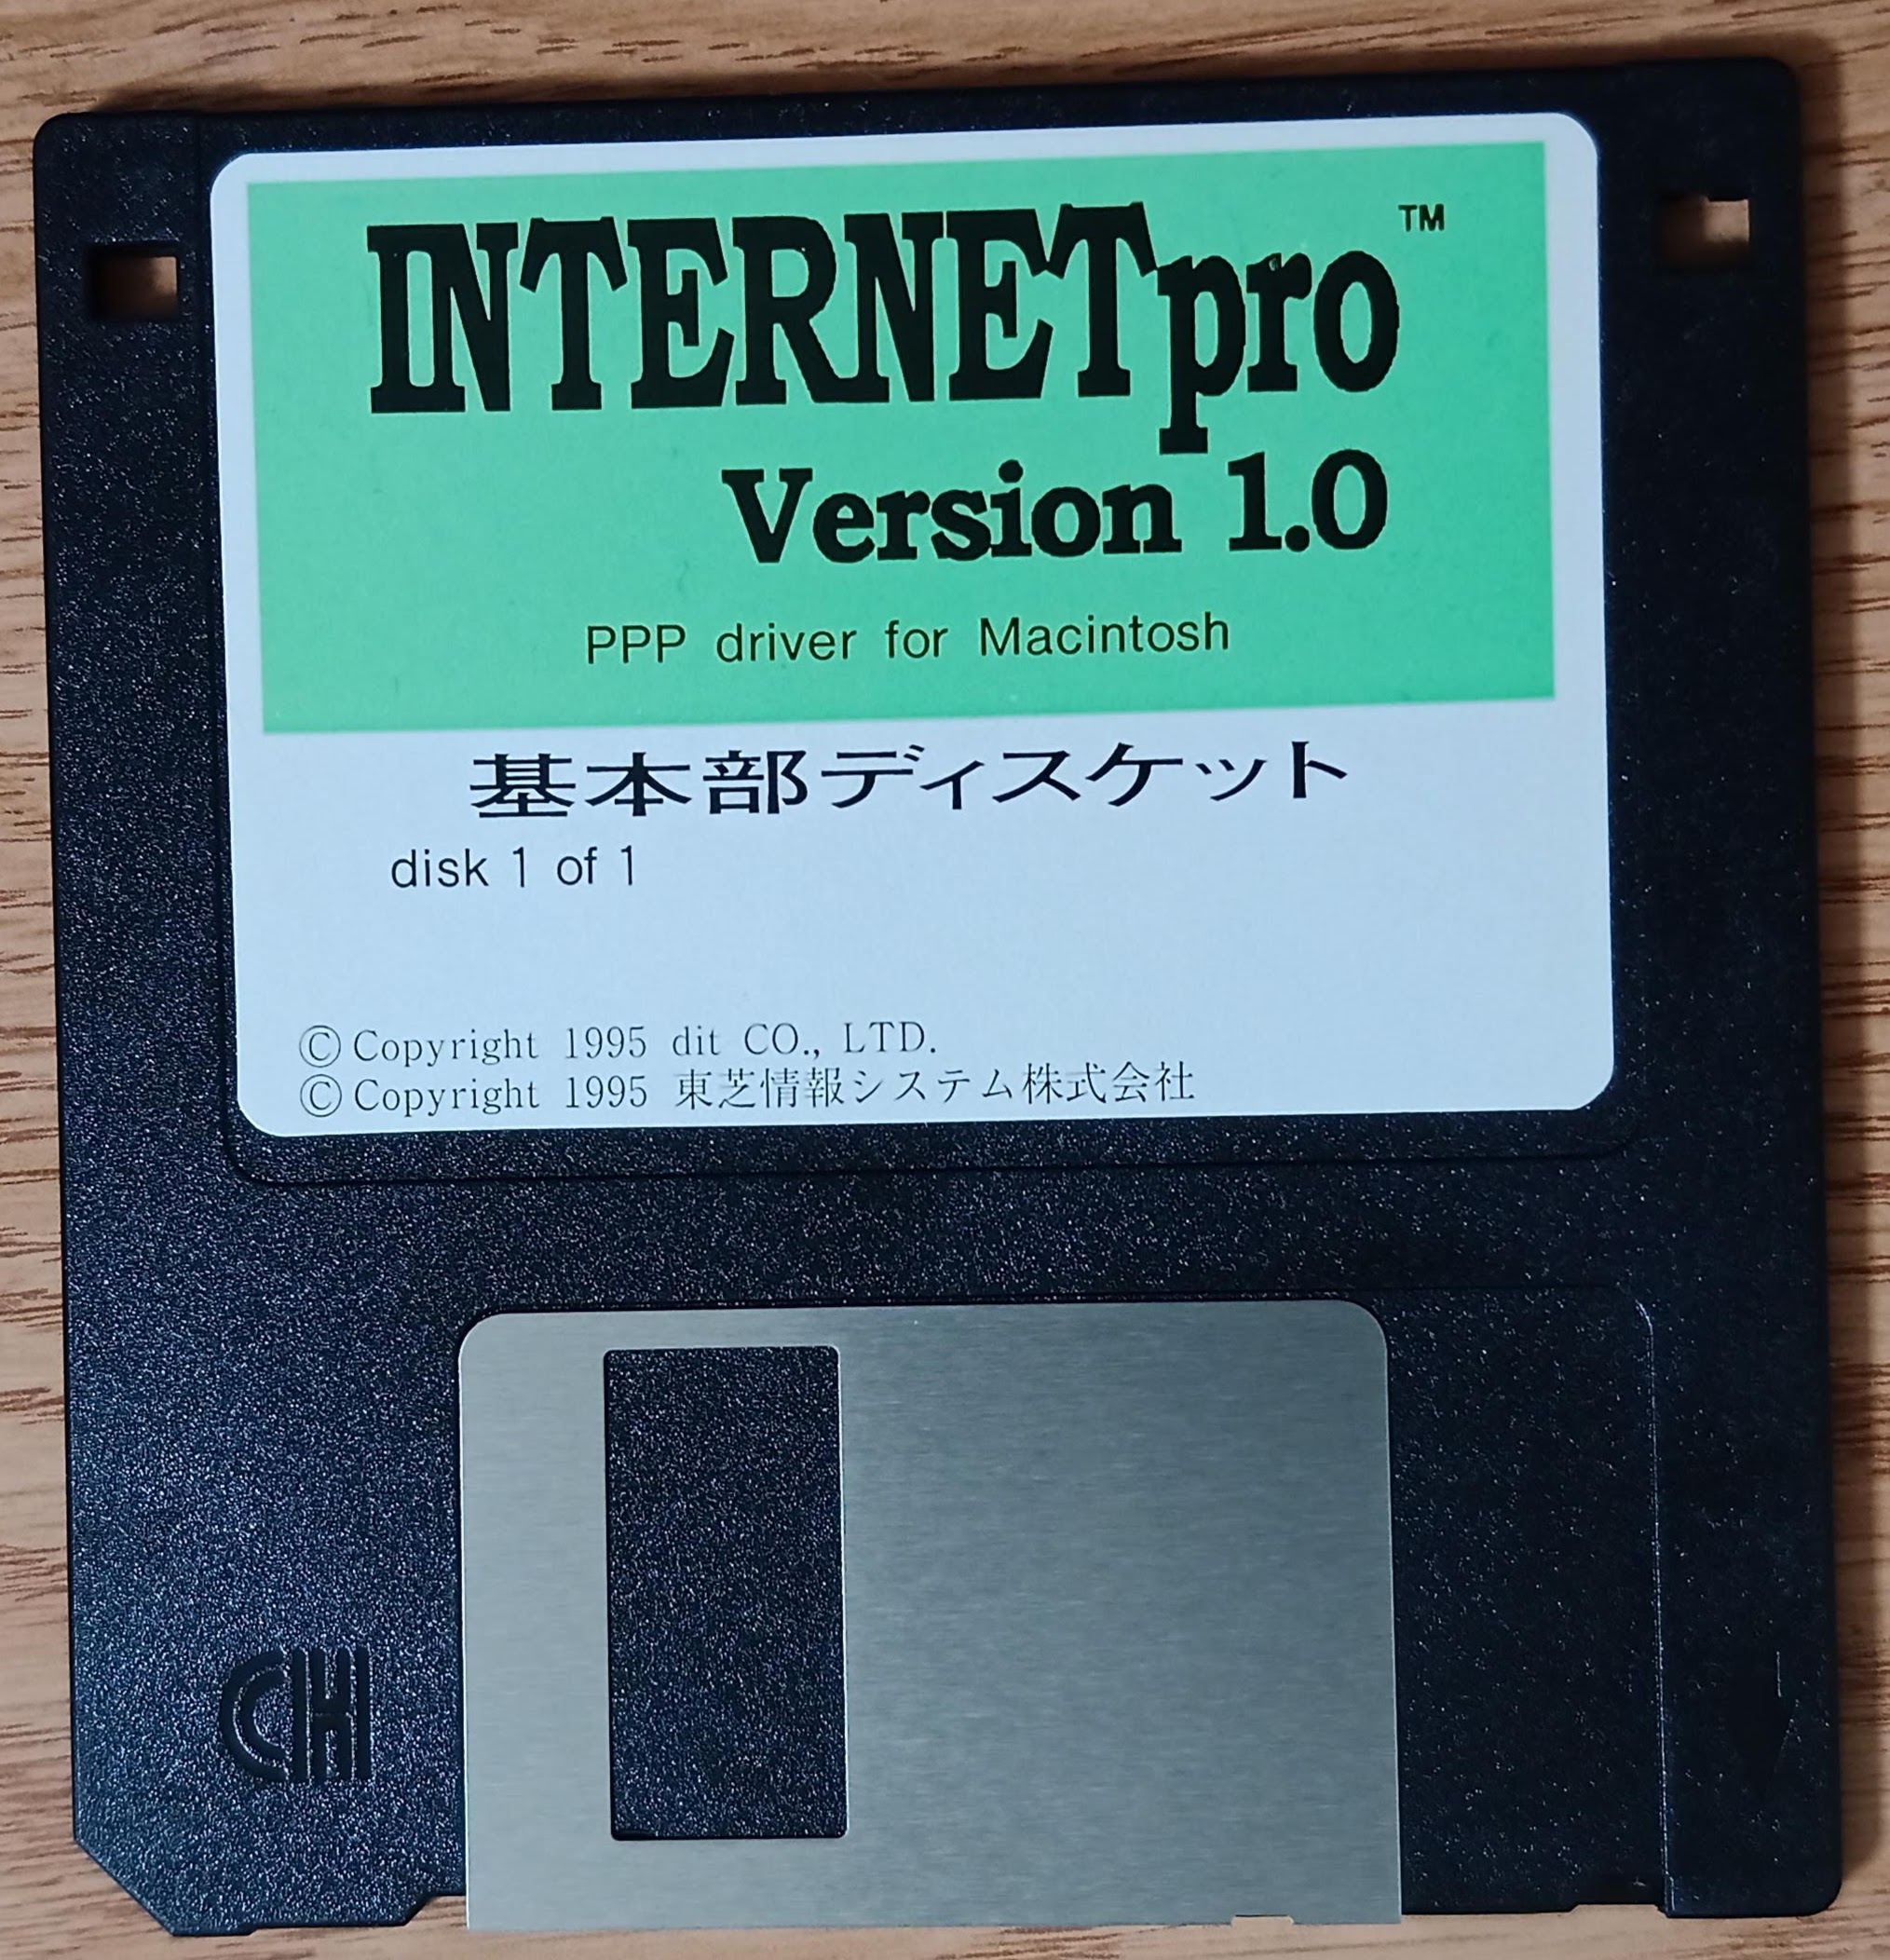 INTERNETpro™
Version 1.0
PPP driver for Macintosh
基本部ディスケット
disk 1 of 1
©Copyright 1995 dit CO., LTD.
©Copyright 1995 東芝情報システム株式会社